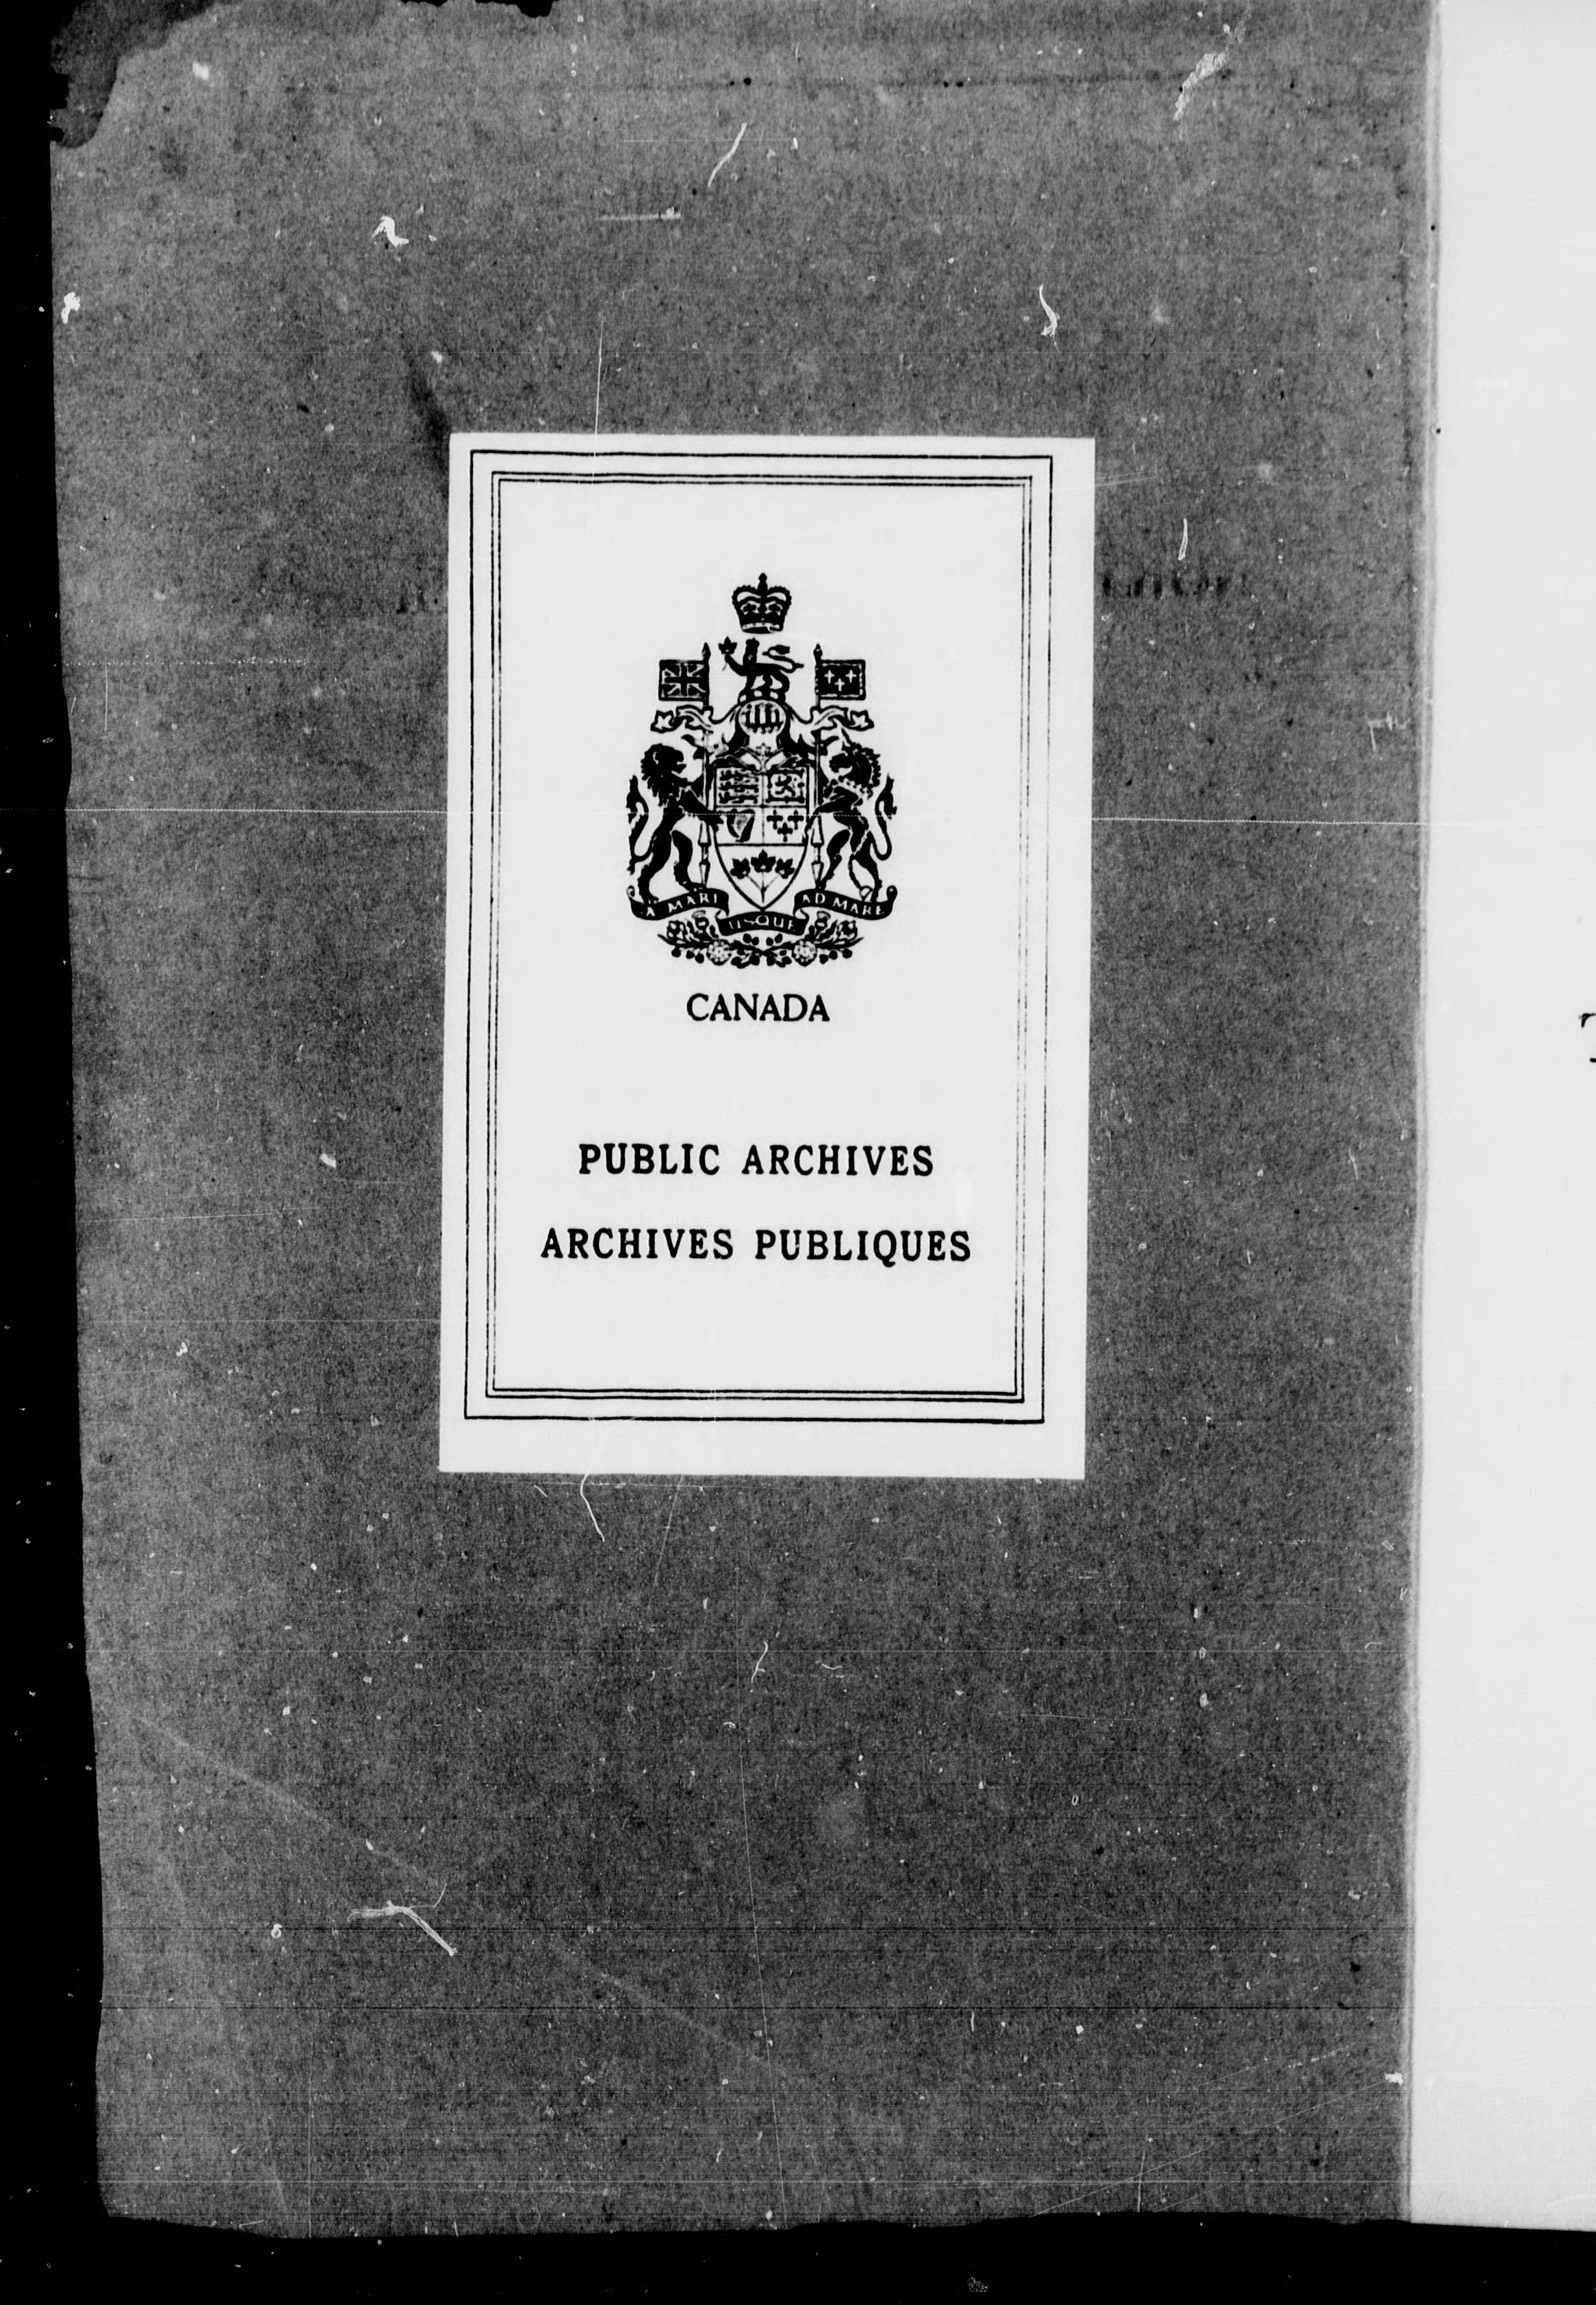 A MARI USQUE AD MARE
CANADA
PUBLIC ARCHIVES
ARCHIVES PUBLIQUES